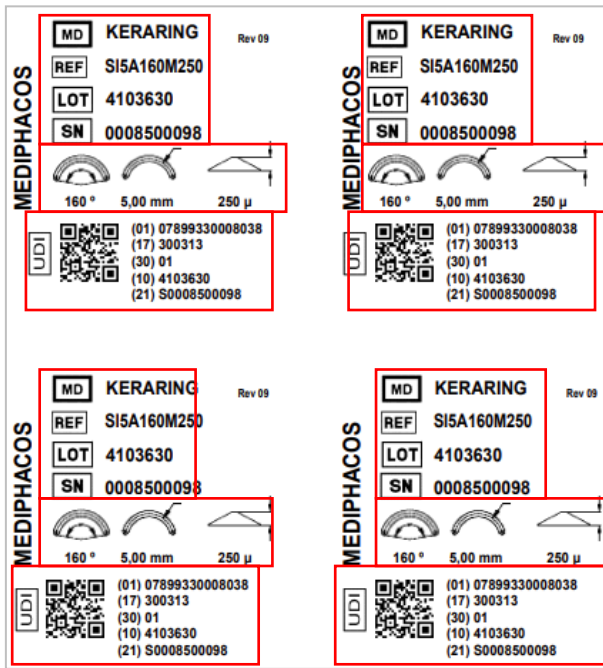 MEDIPHACOS
MD KERARING Rev 09
REF SI5A160M250
LOT 4103630
SN 0008500098
160 º 5,00 mm 250 µ
UDI
(01) 07899330008038
(17) 300313
(30) 01
(10) 4103630
(21) S0008500098
MEDIPHACOS
MD KERARING Rev 09
REF SI5A160M250
LOT 4103630
SN 0008500098
160 º 5,00 mm 250 µ
UDI
(01) 07899330008038
(17) 300313
(30) 01
(10) 4103630
(21) S0008500098
MEDIPHACOS
MD KERARING Rev 09
REF SI5A160M250
LOT 4103630
SN 0008500098
160 º 5,00 mm 250 µ
UDI
(01) 07899330008038
(17) 300313
(30) 01
(10) 4103630
(21) S0008500098
MEDIPHACOS
MD KERARING Rev 09
REF SI5A160M250
LOT 4103630
SN 0008500098
160 º 5,00 mm 250 µ
UDI
(01) 07899330008038
(17) 300313
(30) 01
(10) 4103630
(21) S0008500098